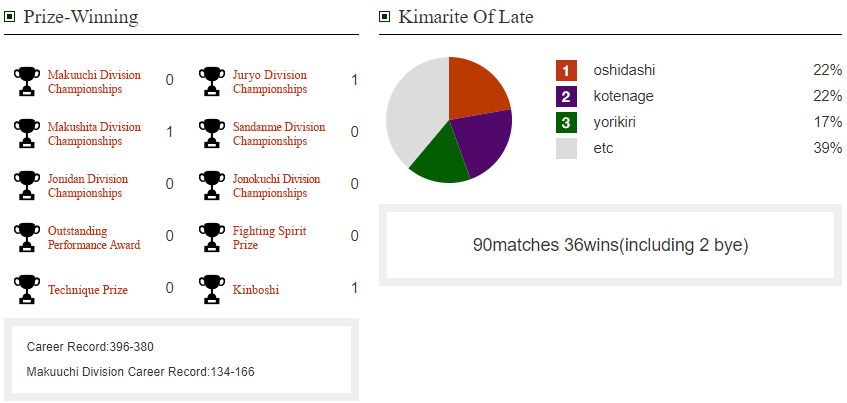 Prize-Winning
Makuuchi Division
Championships
0
Juryo Division
Championships
1
Makushita Division
Championships
1
Sandanme Division
Championships
0
Jonidan Division
Championships
0
Jonokuchi Division
Championships
0
Outstanding
Performance Award
0
Fighting Spirit
Prize
0
Technique Prize
0
Kinboshi
1
Career Record:396-380
Makuuchi Division Career Record:134-166
Kimarite Of Late
1 oshidashi 22%
2 kotenage 22%
3 yorikiri 17%
etc 39%
90matches 36wins(including 2 bye)